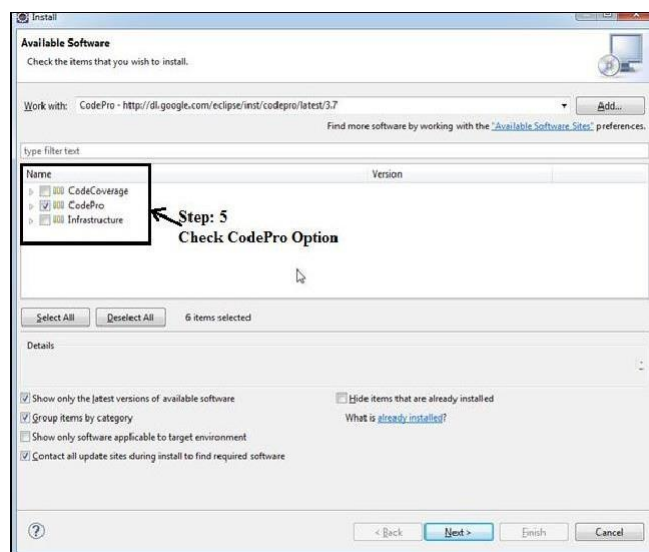 Install
Available Software
Check the items that you wish to install.
Work with: CodePro - http://dl.google.com/eclipse/inst/codepro/latest/3.7
Add...
Find more software by working with the "Available Software Sites" preferences.
type filter text
Name Version
CodeCoverage
CodePro
Infrastructure
Step: 5
Check CodePro Option
Select All Deselect All 6 items selected
Details
Show only the latest versions of available software
Hide items that are already installed
Group items by category
What is already installed?
Show only software applicable to target environment
Contact all update sites during install to find required software
? < Back Next > Finish Cancel